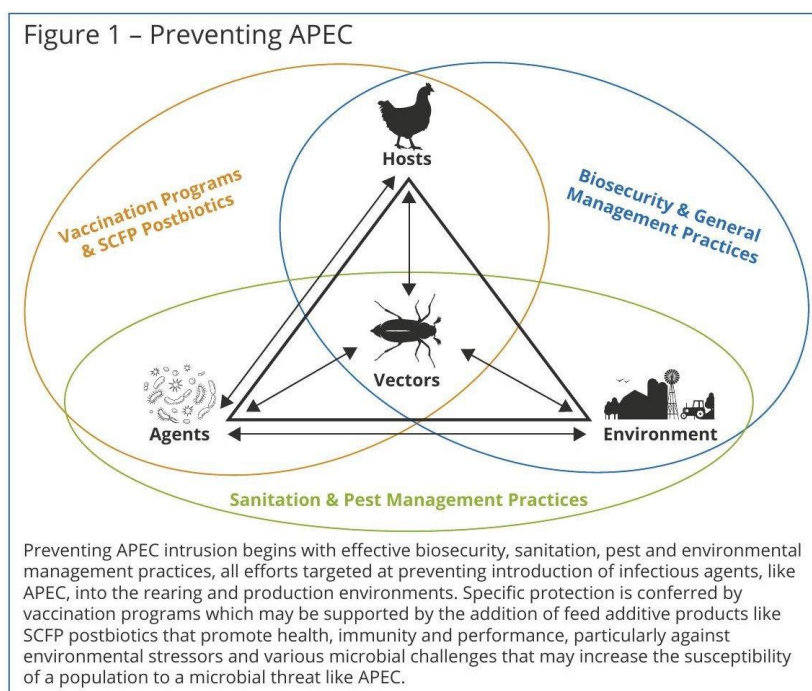 Figure 1 – Preventing APEC
Hosts
Vaccination Programs
& SCFP Postbiotics
Biosecurity & General
Management Practices
Vectors
Agents
Environment
Sanitation & Pest Management Practices
Preventing APEC intrusion begins with effective biosecurity, sanitation, pest and environmental
management practices, all efforts targeted at preventing introduction of infectious agents, like
APEC, into the rearing and production environments. Specific protection is conferred by
vaccination programs which may be supported by the addition of feed additive products like
SCFP postbiotics that promote health, immunity and performance, particularly against
environmental stressors and various microbial challenges that may increase the susceptibility
of a population to a microbial threat like APEC.